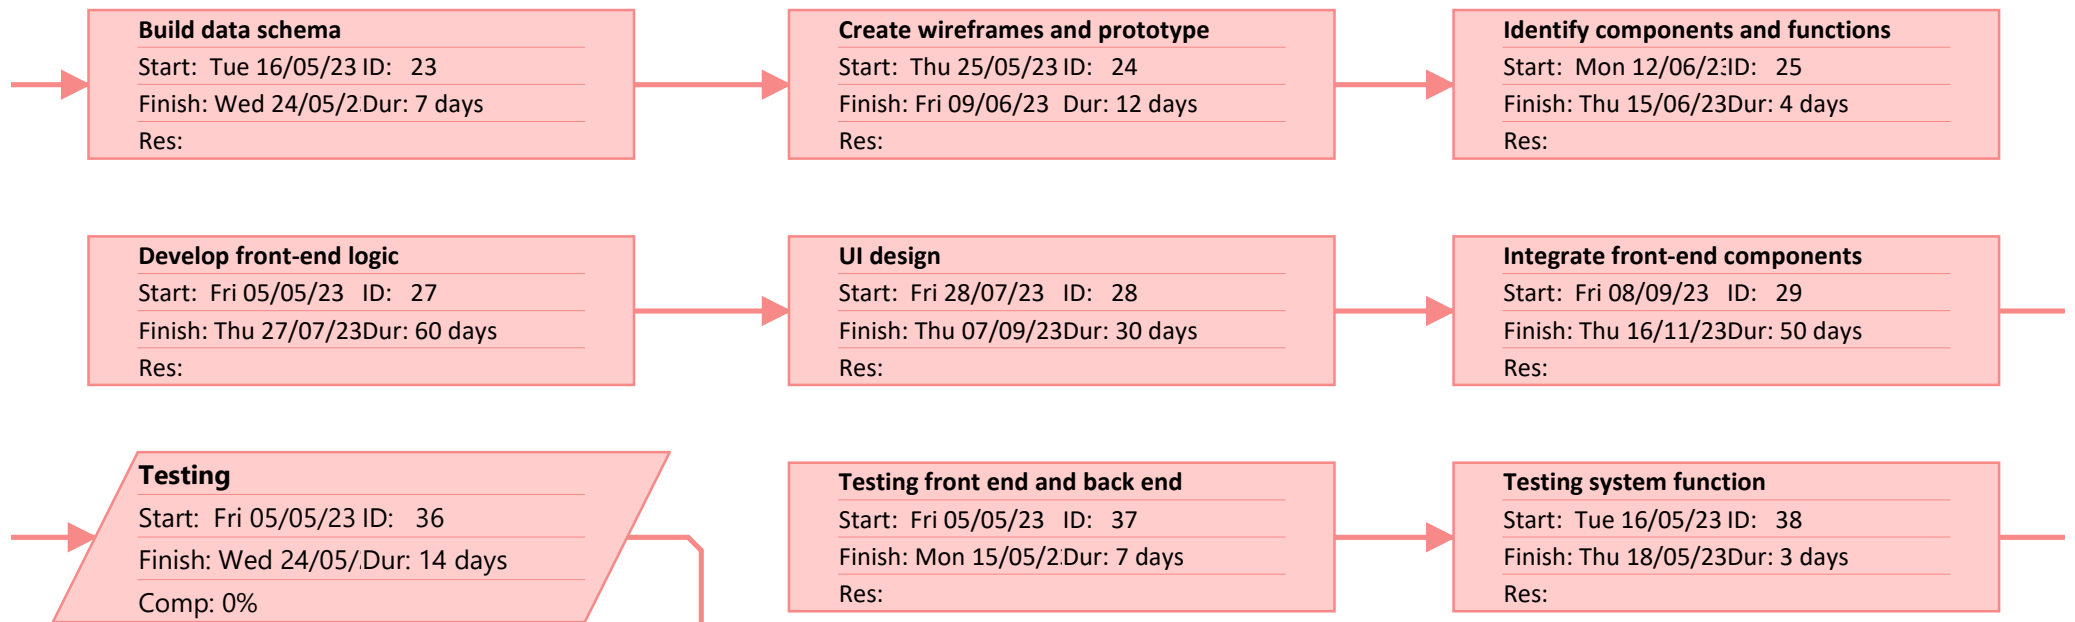 Build data schema
Start: Tue 16/05/23 ID: 23
Finish: Wed 24/05/2 Dur: 7 days
Res:
Create wireframes and prototype
Start: Thu 25/05/23 ID: 24
Finish: Fri 09/06/23 Dur: 12 days
Res:
Identify components and functions
Start: Mon 12/06/23 ID: 25
Finish: Thu 15/06/23 Dur: 4 days
Res:
Develop front-end logic
Start: Fri 05/05/23 ID: 27
Finish: Thu 27/07/23 Dur: 60 days
Res:
UI design
Start: Fri 28/07/23 ID: 28
Finish: Thu 07/09/23 Dur: 30 days
Res:
Integrate front-end components
Start: Fri 08/09/23 ID: 29
Finish: Thu 16/11/23 Dur: 50 days
Res:
Testing
Start: Fri 05/05/23 ID: 36
Finish: Wed 24/05/ Dur: 14 days
Comp: 0%
Testing front end and back end
Start: Fri 05/05/23 ID: 37
Finish: Mon 15/05/2 Dur: 7 days
Res:
Testing system function
Start: Tue 16/05/23 ID: 38
Finish: Thu 18/05/23 Dur: 3 days
Res: